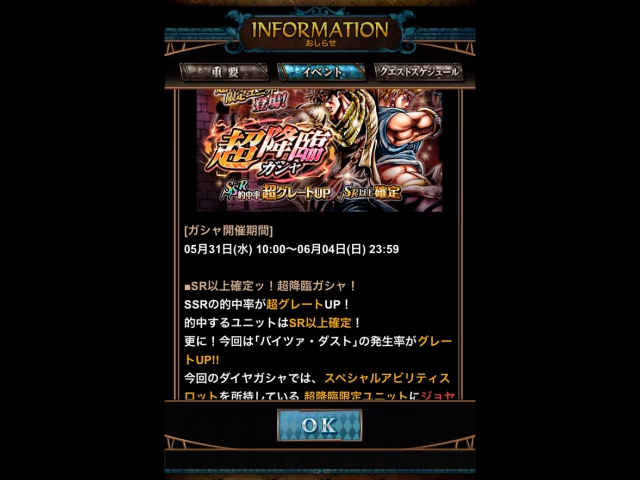 INFORMATION
おしらせ
重要 イベント クエストスケジュール
登場!
超降臨
ガシャ
SSR的中率超グレードUP SR以上確定
[ガシャ開催期間]
05月31日(水) 10:00〜06月04日(日) 23:59
■SR以上確定ッ!超降臨ガシャ!
SSRの的中率が超グレートUP!
的中するユニットはSR以上確定!
更に!今回は「バイツァ・ダスト」の発生率がグレー
トUP!!
今回のダイヤガシャでは、スペシャルアビリティス
ロットを所持している 超降臨限定ユニットにジョセ
OK